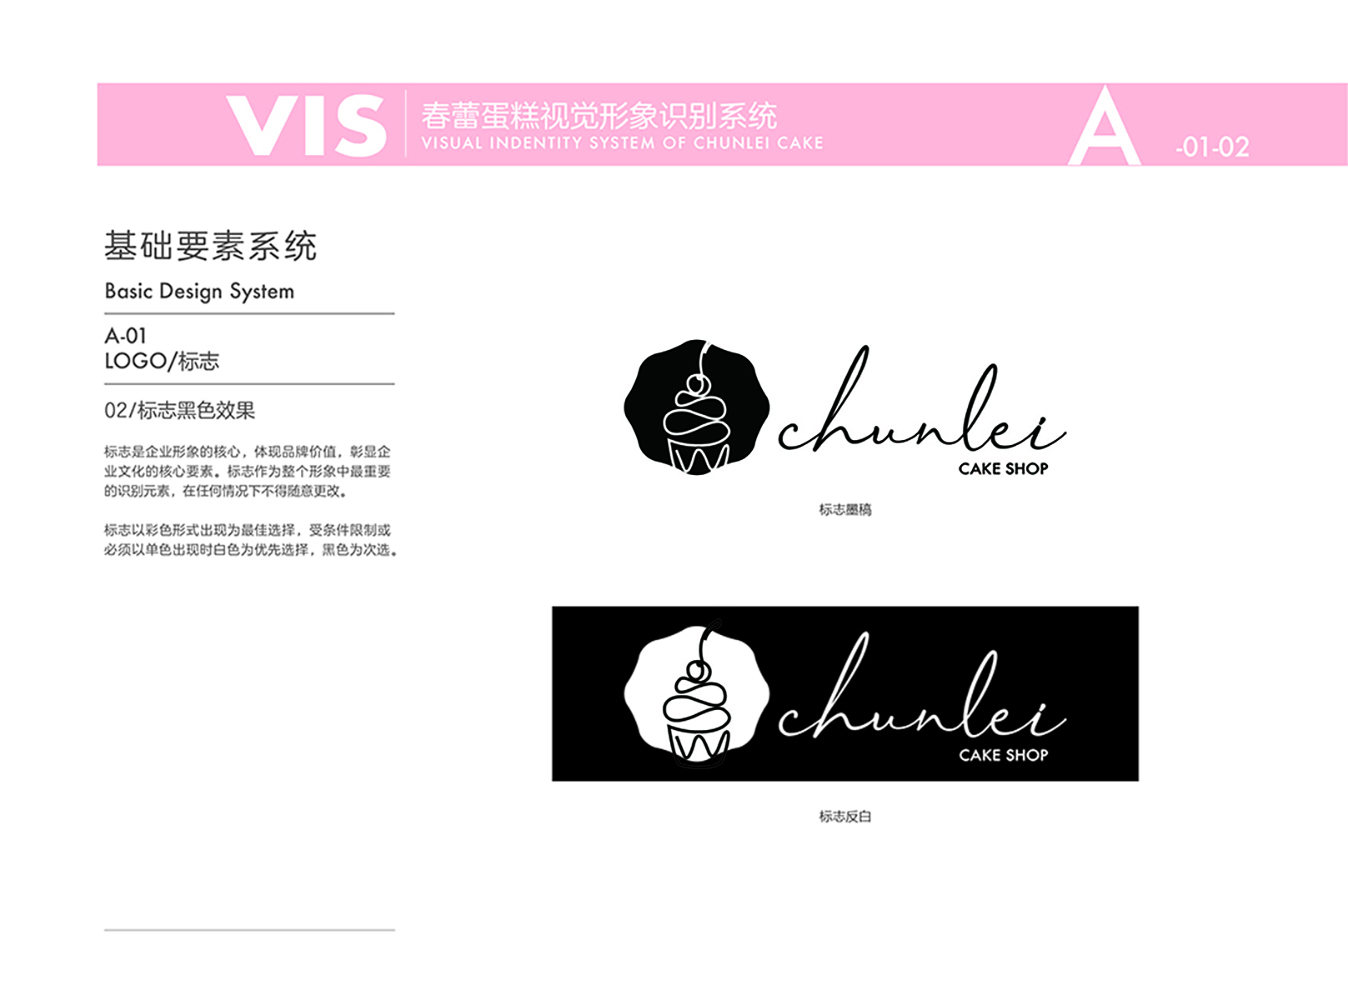 VIS
春蕾蛋糕视觉形象识别系统
VISUAL INDENTITY SYSTEM OF CHUNLEI CAKE
A -01-02
基础要素系统
Basic Design System
A-01
LOGO/标志
02/标志黑色效果
标志是企业形象的核心，体现品牌价值，彰显企
业文化的核心要素。标志作为整个形象中最重要
的识别元素，在任何情况下不得随意更改。
标志以彩色形式出现为最佳选择，受条件限制或
必须以单色出现时白色为优先选择，黑色为次选。
chunlei
CAKE SHOP
标志墨稿
chunlei
CAKE SHOP
标志反白